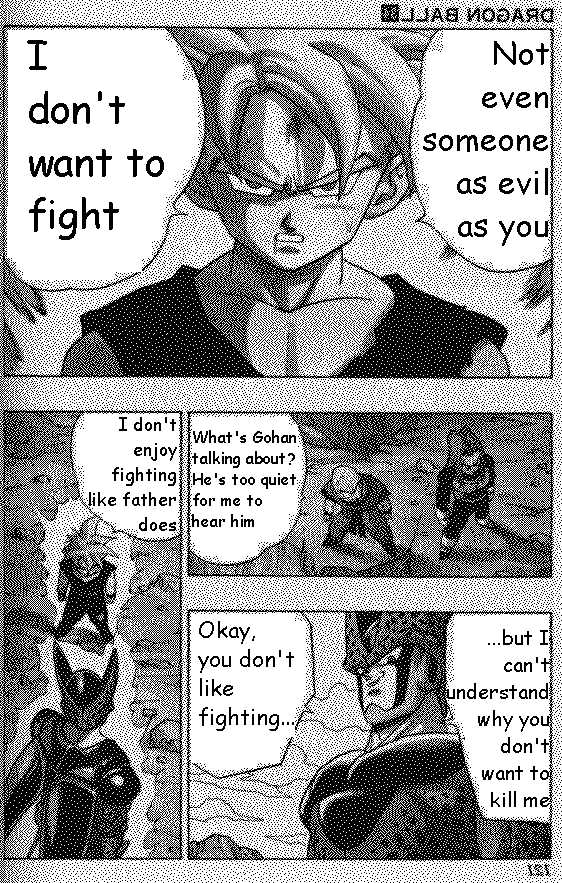 DRAGON BALL
I
don't
want to
fight
Not
even
someone
as evil
as you
I don't
enjoy
fighting
like father
does
What's Gohan
talking about?
He's too quiet
for me to
hear him
Okay,
you don't
like
fighting...
...but I
can't
understand
why you
don't
want to
kill me
121